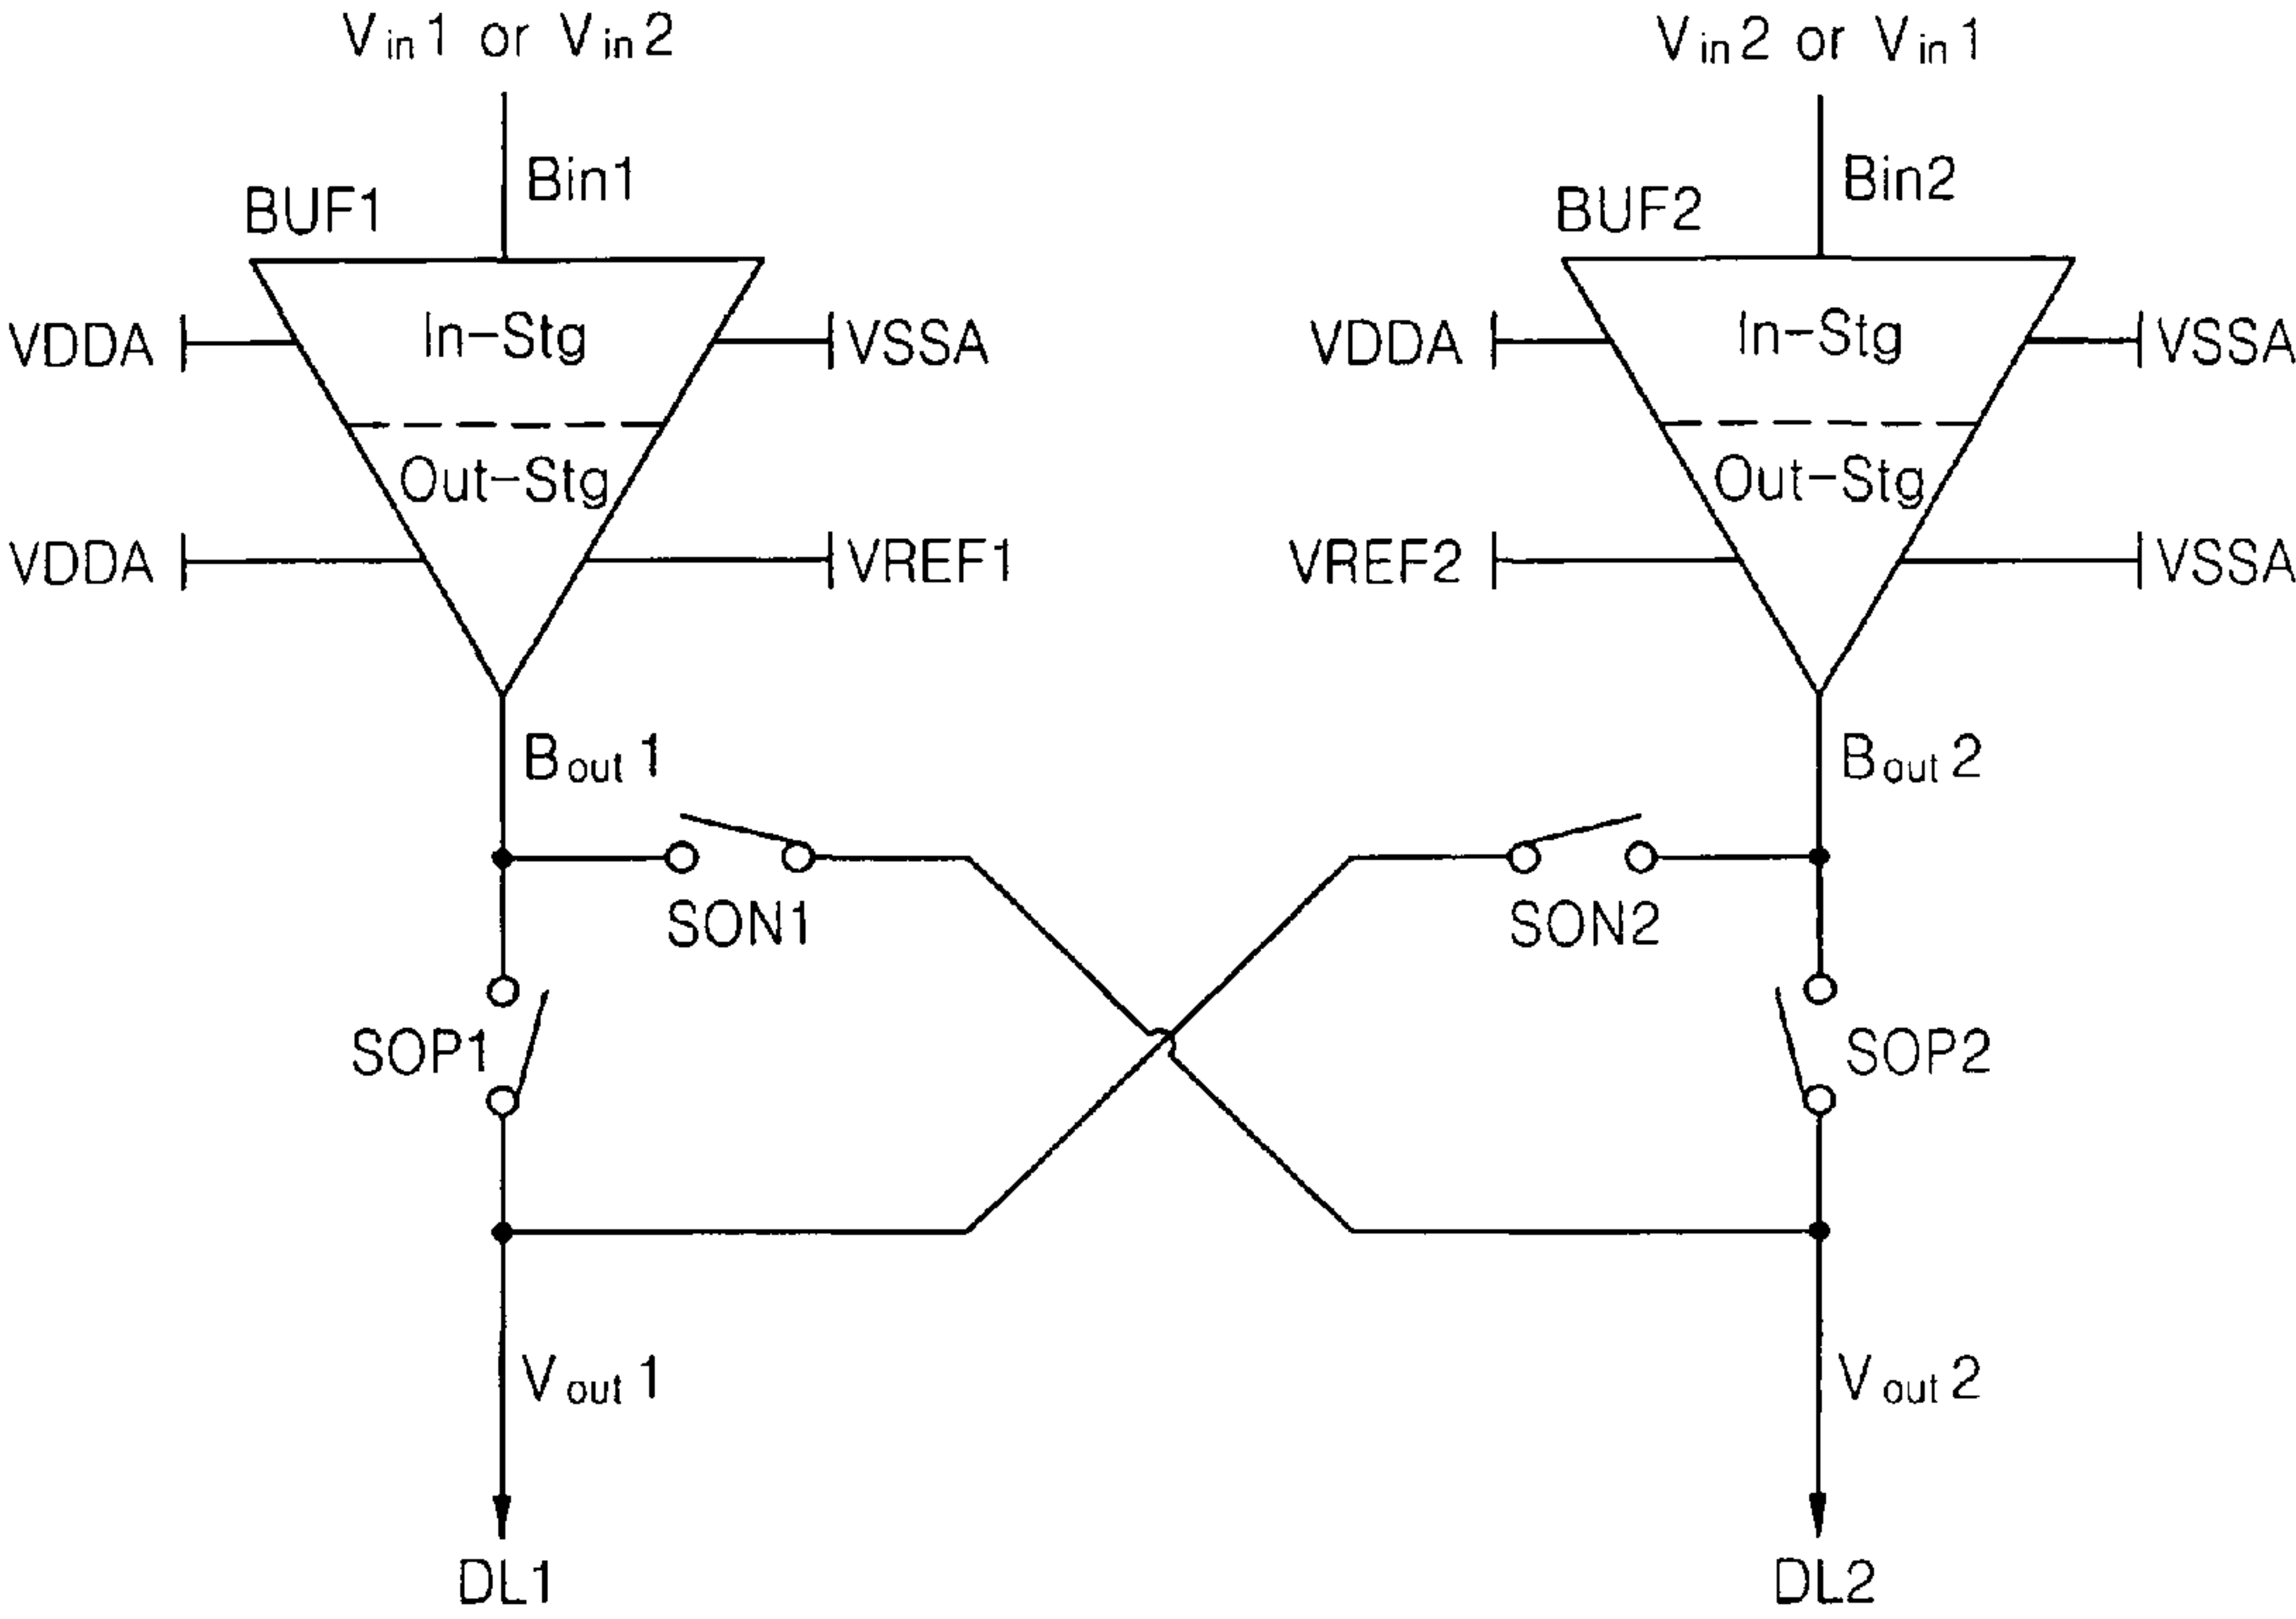 Vin1 or Vin2
Vin2 or Vin1
Bin1
Bin2
BUF1
BUF2
VDDA
In-Stg
VSSA
VDDA
In-Stg
VSSA
Out-Stg
Out-Stg
VDDA
VREF1
VREF2
VSSA
Bout1
Bout2
SON1
SON2
SOP1
SOP2
Vout1
Vout2
DL1
DL2